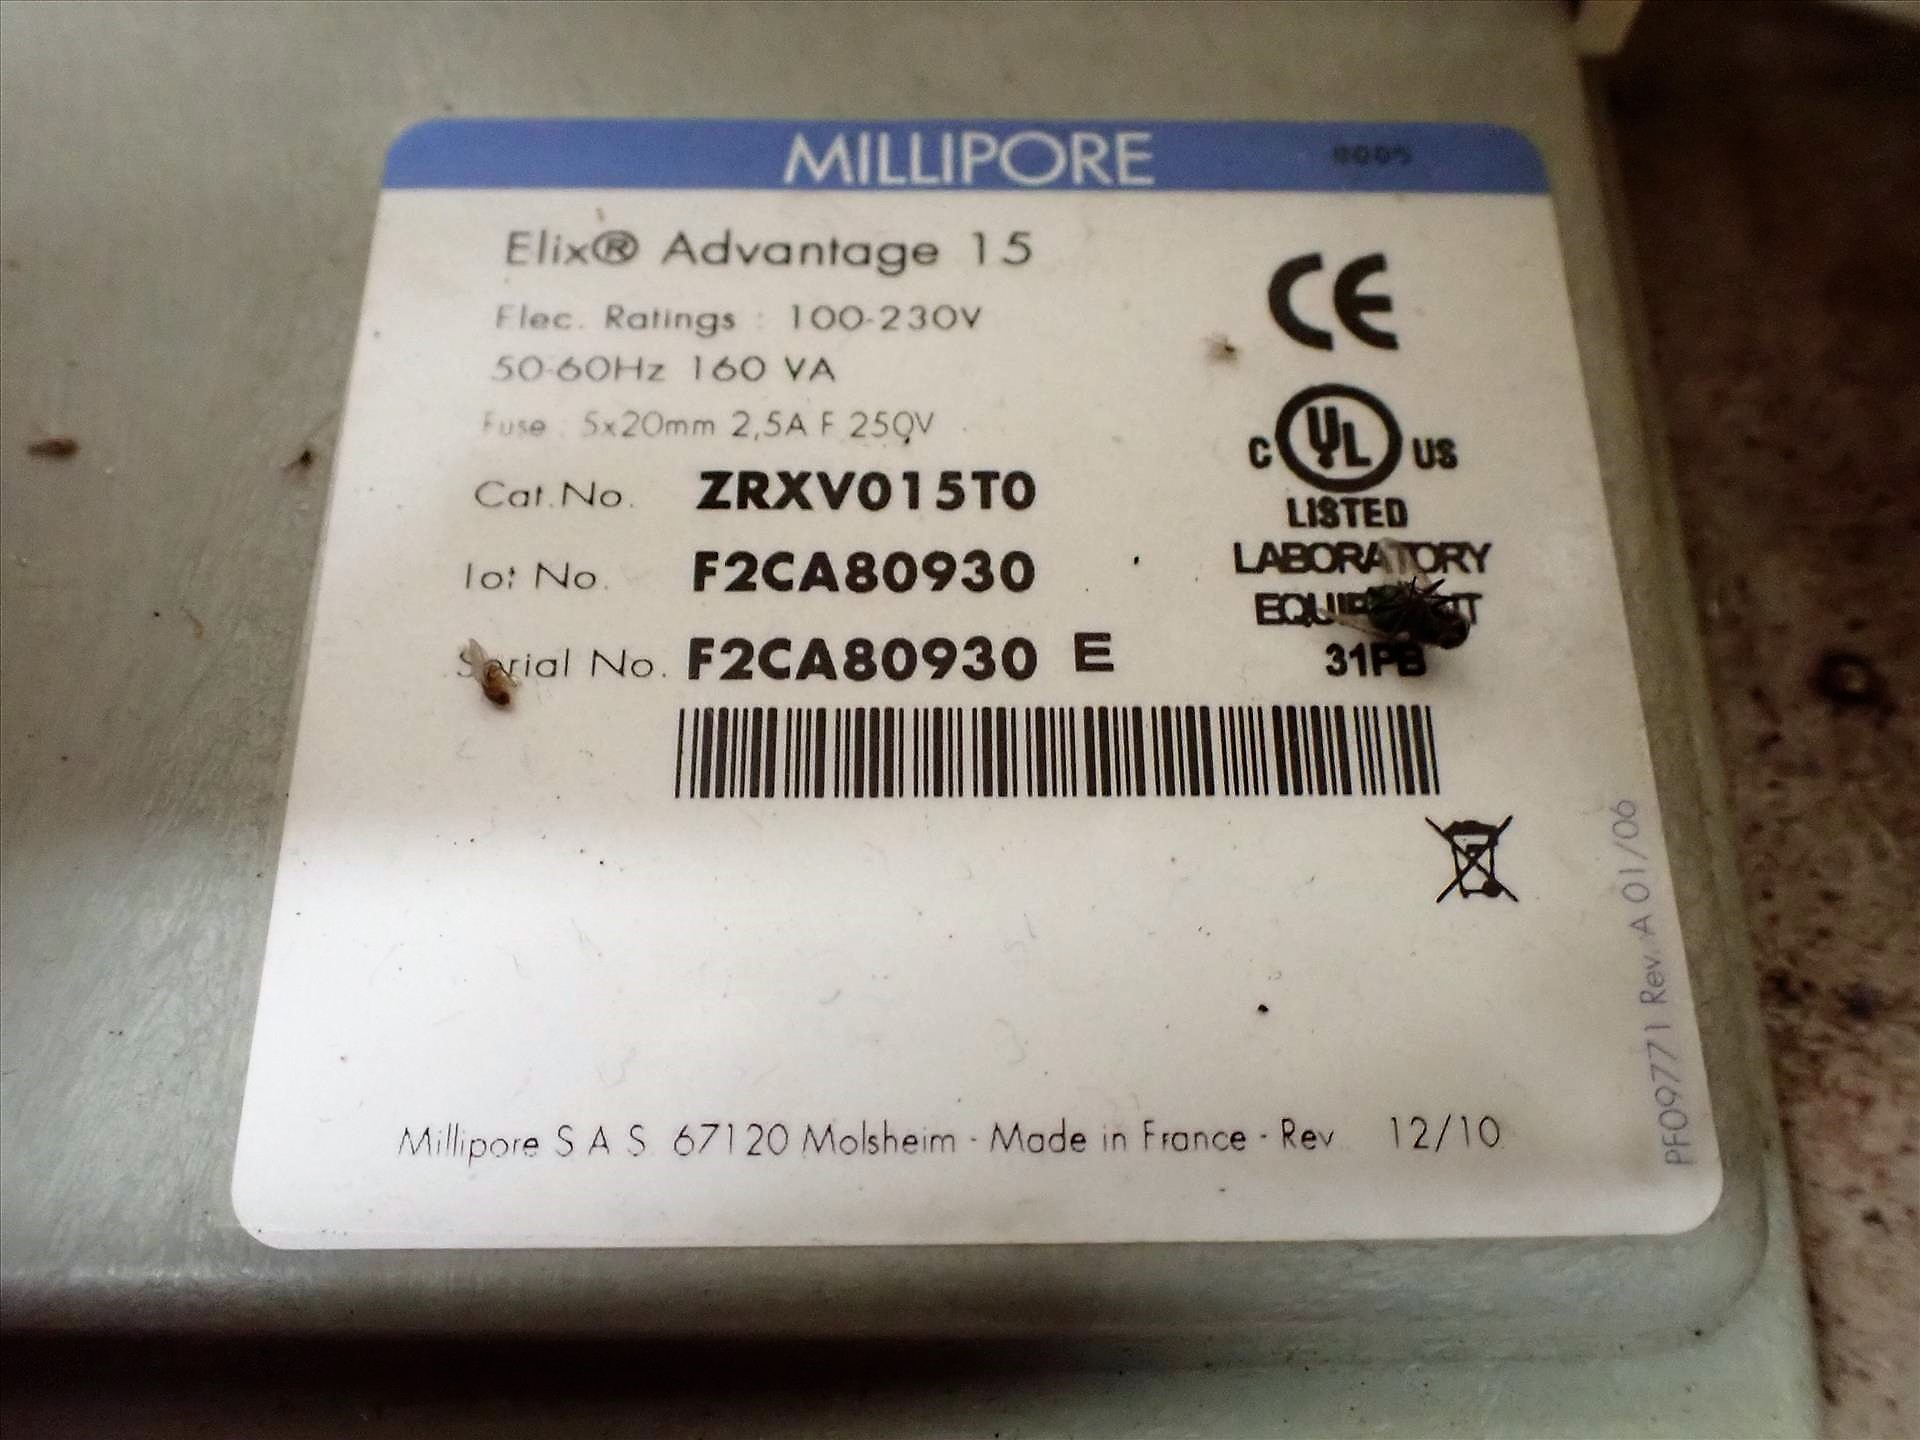 MILLIPORE
Elix® Advantage 15
Elec. Ratings : 100-230V
50-60Hz 160 VA
Fuse : 5x20mm 2,5A F 250V
Cat.No. ZRXV015T0
lot No. F2CA80930
Serial No. F2CA80930 E
CE
C UL US
LISTED
LABORATORY
EQUIPMENT
31PB
PF09771 Rev. A 01/06
Millipore S A S 67120 Molsheim - Made in France - Rev 12/10